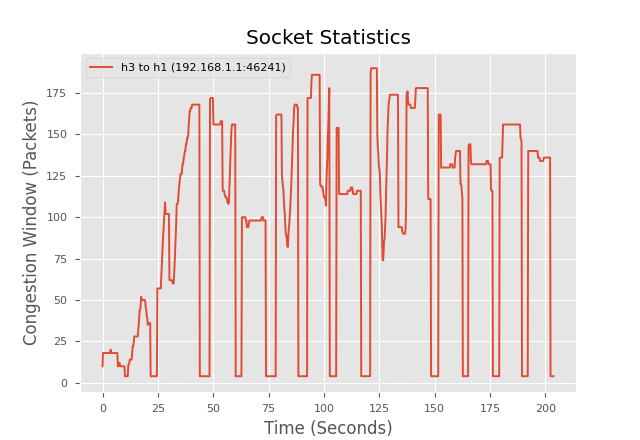 Socket Statistics
h3 to h1 (192.168.1.1:46241)
Congestion Window (Packets)
175
150
125
100
75
50
25
0
0 25 50 75 100 125 150 175 200
Time (Seconds)